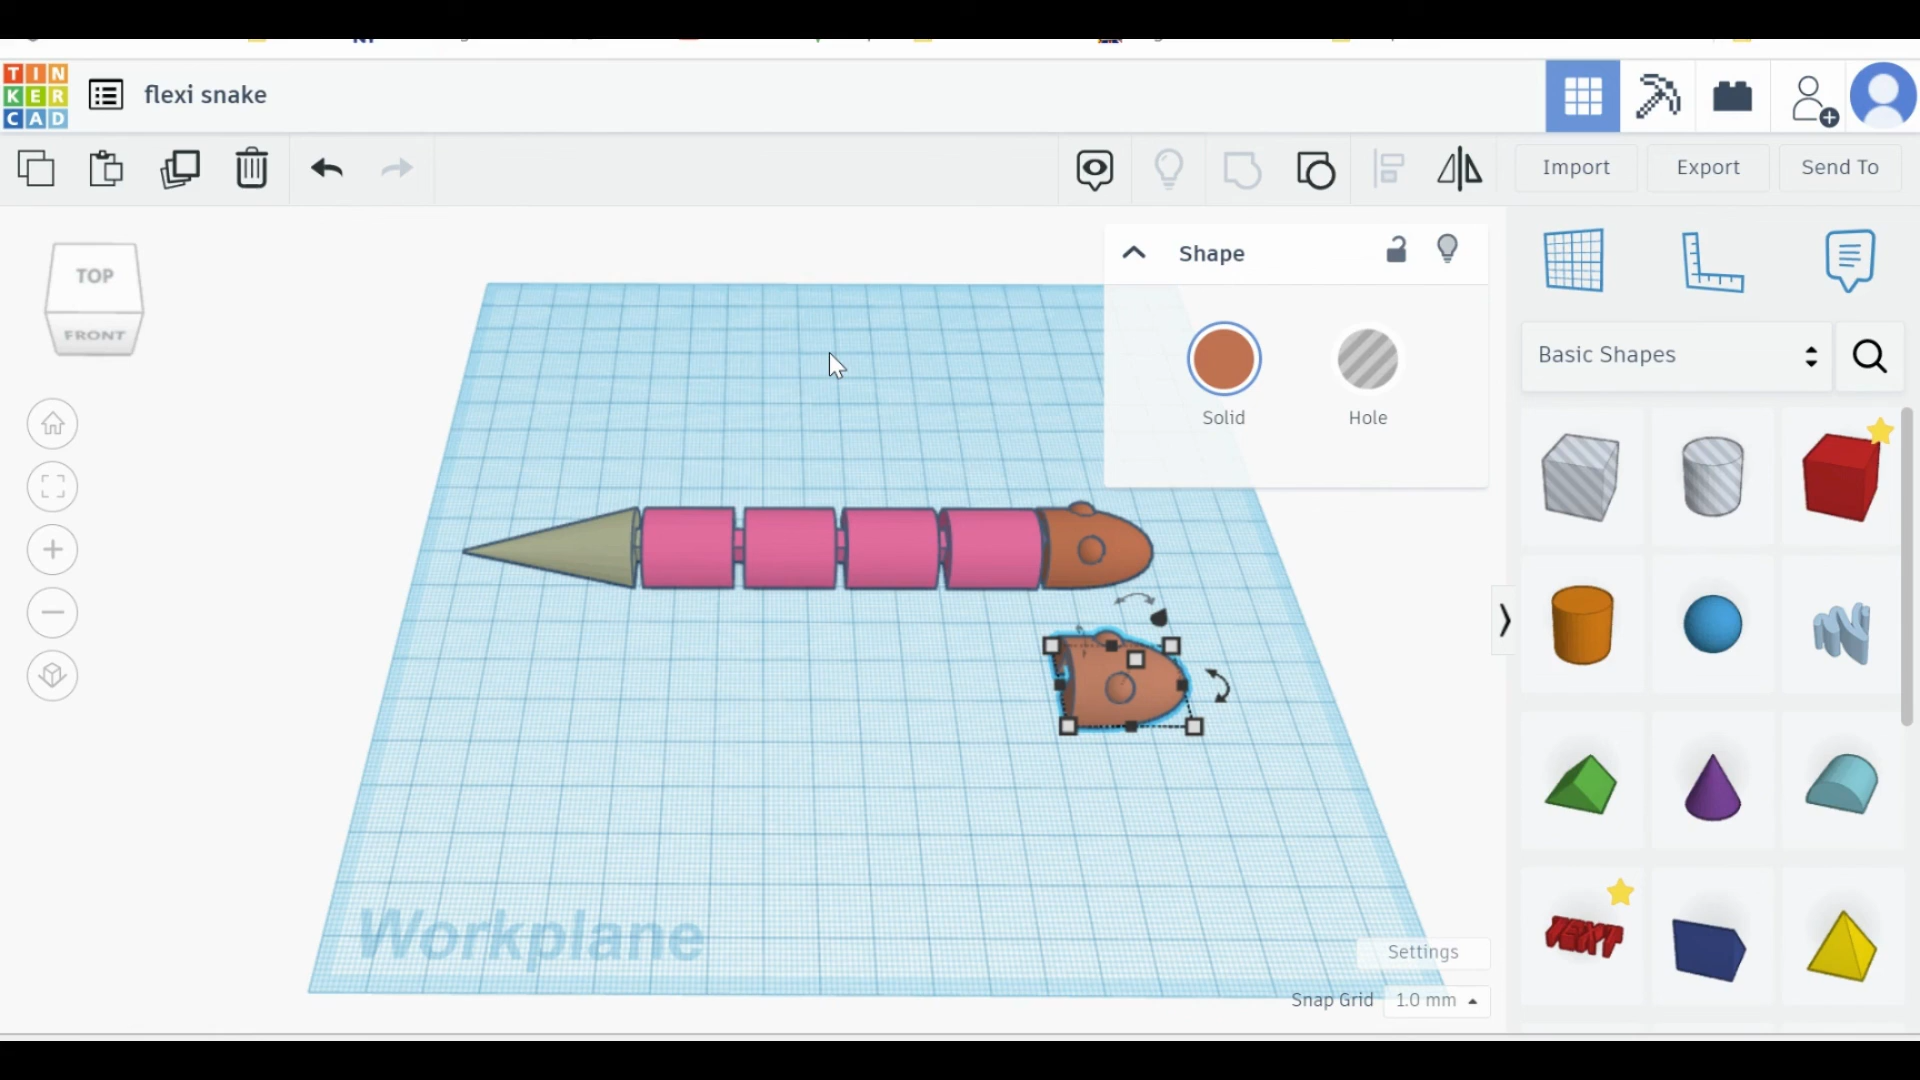 TIN
KER
CAD
flexi snake
Import
Export
Send To
TOP
FRONT
Shape
Solid
Hole
Basic Shapes
TEXT
Workplane
Settings
Snap Grid 1.0 mm